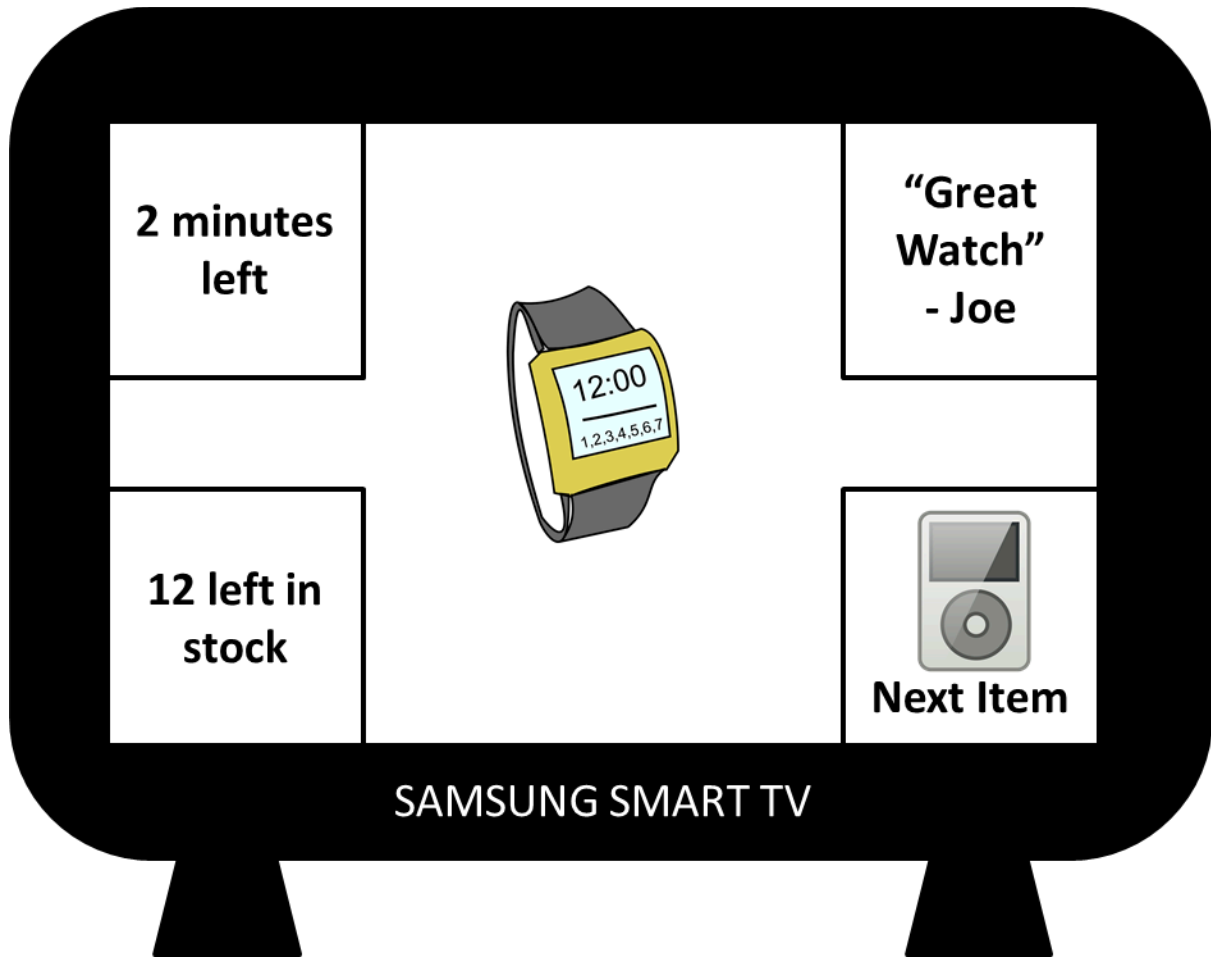 2 minutes
left
“Great
Watch”
- Joe
12:00
1,2,3,4,5,6,7
12 left in
stock
Next Item
SAMSUNG SMART TV